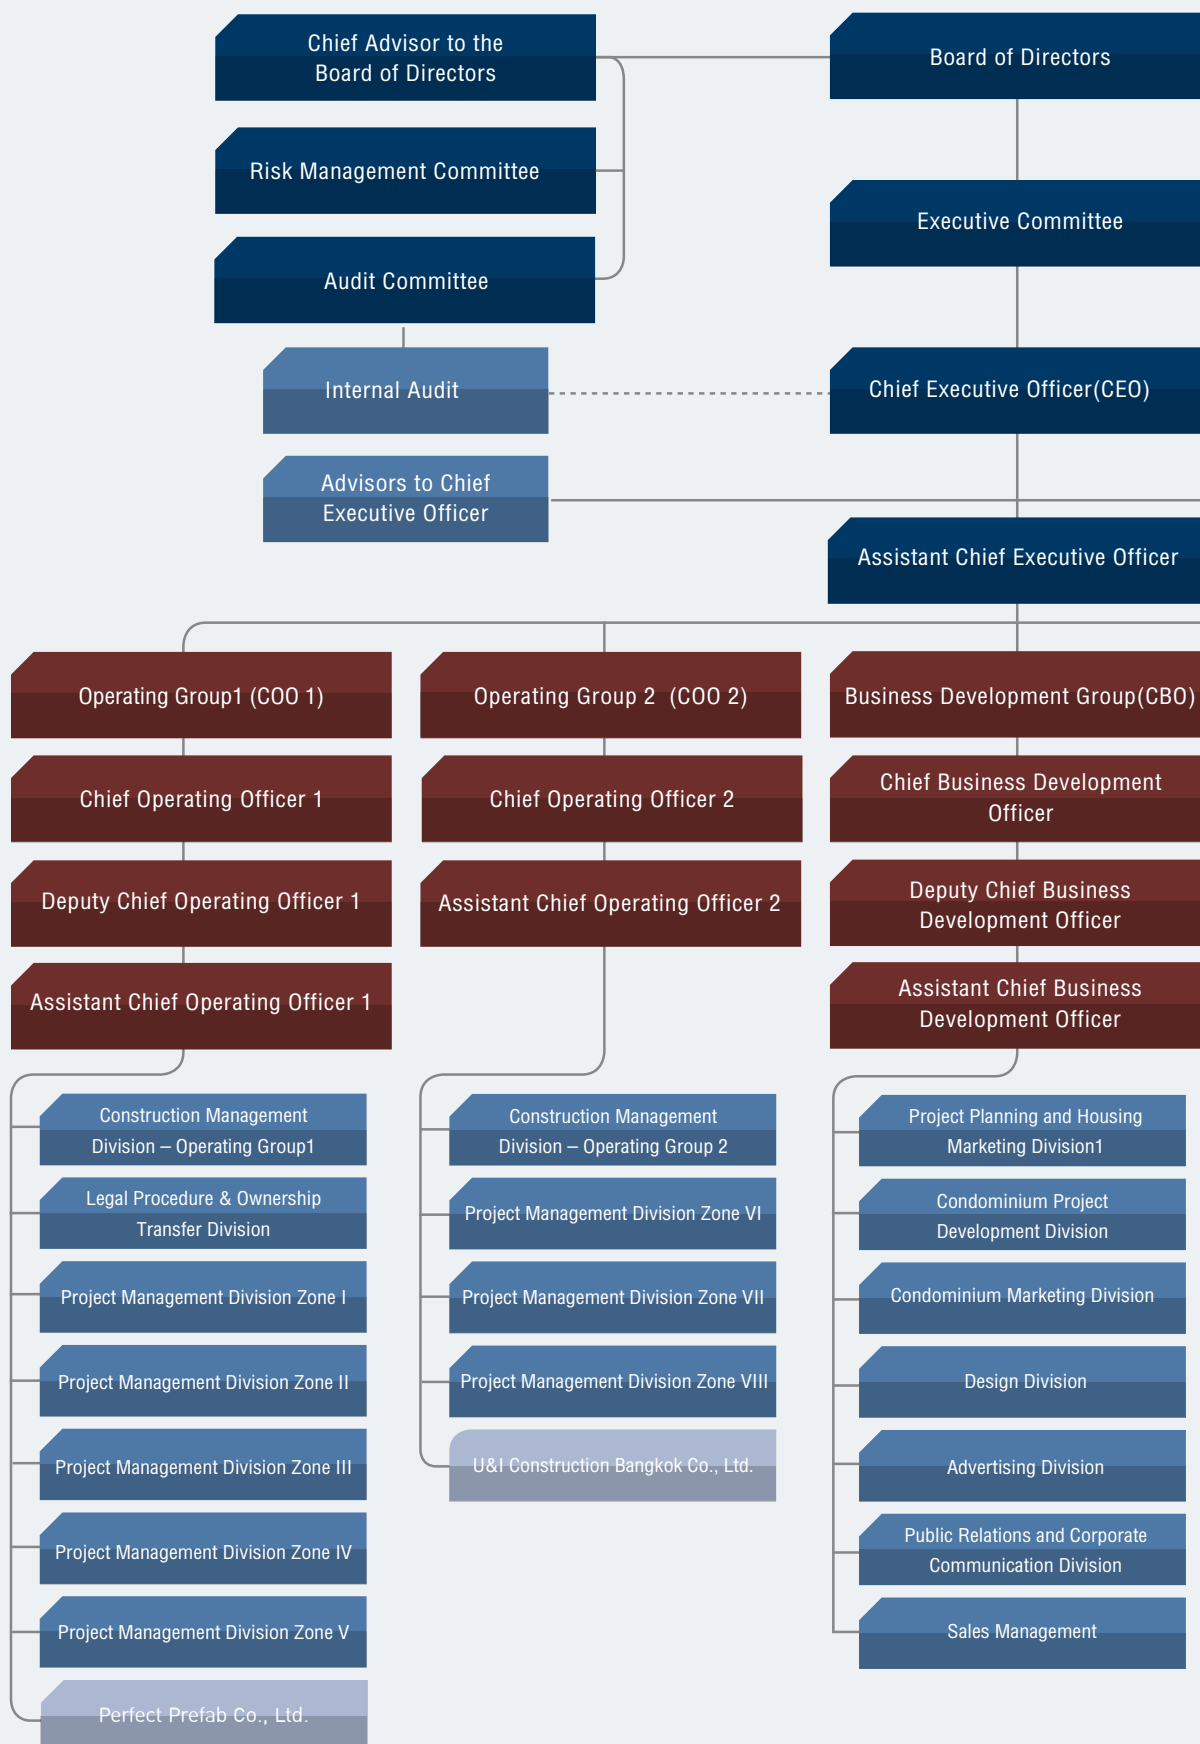 Chief Advisor to the
Board of Directors
Board of Directors
Risk Management Committee
Executive Committee
Audit Committee
Internal Audit
Chief Executive Officer(CEO)
Advisors to Chief
Executive Officer
Assistant Chief Executive Officer
Operating Group1 (COO 1)
Chief Operating Officer 1
Deputy Chief Operating Officer 1
Assistant Chief Operating Officer 1
Construction Management
Division – Operating Group1
Legal Procedure & Ownership
Transfer Division
Project Management Division Zone I
Project Management Division Zone II
Project Management Division Zone III
Project Management Division Zone IV
Project Management Division Zone V
Perfect Prefab Co., Ltd.
Operating Group 2 (COO 2)
Chief Operating Officer 2
Assistant Chief Operating Officer 2
Construction Management
Division – Operating Group 2
Project Management Division Zone VI
Project Management Division Zone VII
Project Management Division Zone VIII
U&I Construction Bangkok Co., Ltd.
Business Development Group(CBO)
Chief Business Development
Officer
Deputy Chief Business
Development Officer
Assistant Chief Business
Development Officer
Project Planning and Housing
Marketing Division1
Condominium Project
Development Division
Condominium Marketing Division
Design Division
Advertising Division
Public Relations and Corporate
Communication Division
Sales Management